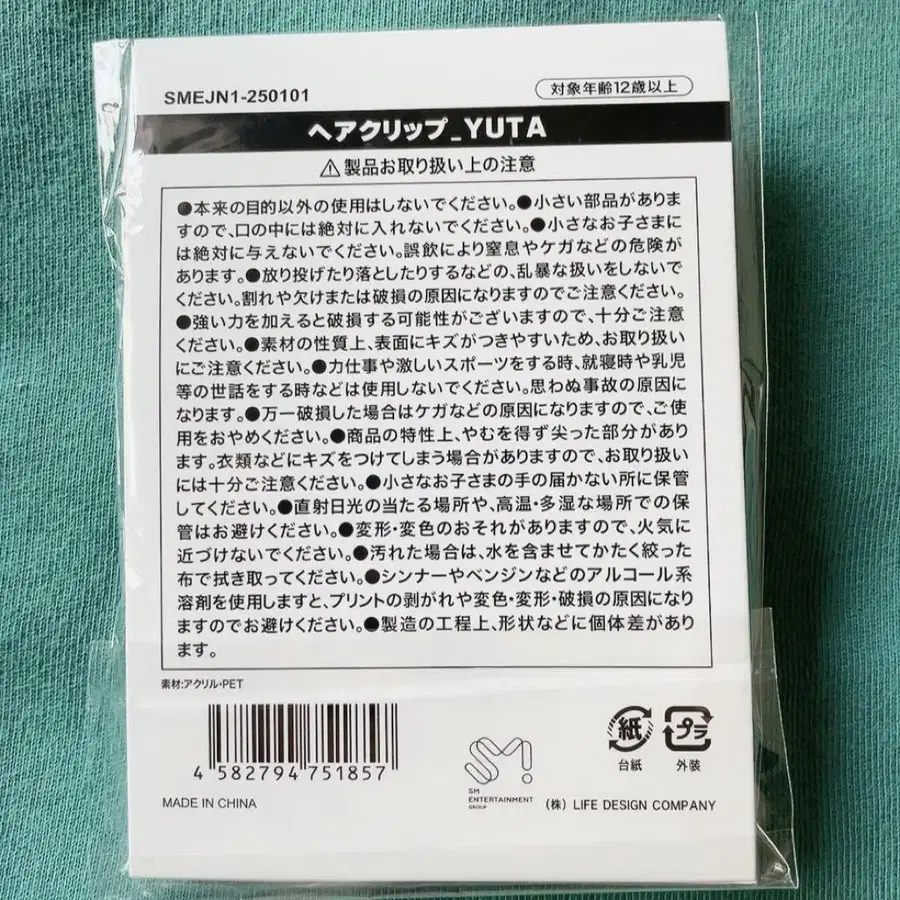 SMEJN1-250101
対象年齢12歳以上
ヘアクリップ_YUTA
⚠製品お取り扱い上の注意
●本来の目的以外の使用はしないでください。●小さい部品がありま
すので、口の中には絶対に入れないでください。●小さなお子さまに
は絶対に与えないでください。誤飲により窒息やケガなどの危険が
あります。●放り投げたり落としたりするなどの、乱暴な扱いをしないで
ください。割れや欠けまたは破損の原因になりますのでご注意ください。
●強い力を加えると破損する可能性がございますので、十分ご注意
ください。●素材の性質上、表面にキズがつきやすいため、お取り扱い
にご注意ください。●力仕事や激しいスポーツをする時、就寝時や乳児
等の世話をする時などは使用しないでください。思わぬ事故の原因に
なります。●万一破損した場合はケガなどの原因になりますので、ご使
用をおやめください。●商品の特性上、やむを得ず尖った部分があり
ます。衣類などにキズをつけてしまう場合がありますので、お取り扱い
には十分ご注意ください。●小さなお子さまの手の届かない所に保管
してください。●直射日光の当たる場所や、高温・多湿な場所での保
管はお避けください。●変形・変色のおそれがありますので、火気に
近づけないでください。●汚れた場合は、水を含ませてかたく絞った
布で拭き取ってください。●シンナーやベンジンなどのアルコール系
溶剤を使用しますと、プリントの剥がれや変色・変形・破損の原因になり
ますのでお避けください。●製造の工程上、形状などに個体差があり
ます。
素材:アクリル・PET
4 582794 751857
MADE IN CHINA
SM
ENTERTAINMENT
GROUP
紙
台紙
プラ
外装
(株) LIFE DESIGN COMPANY